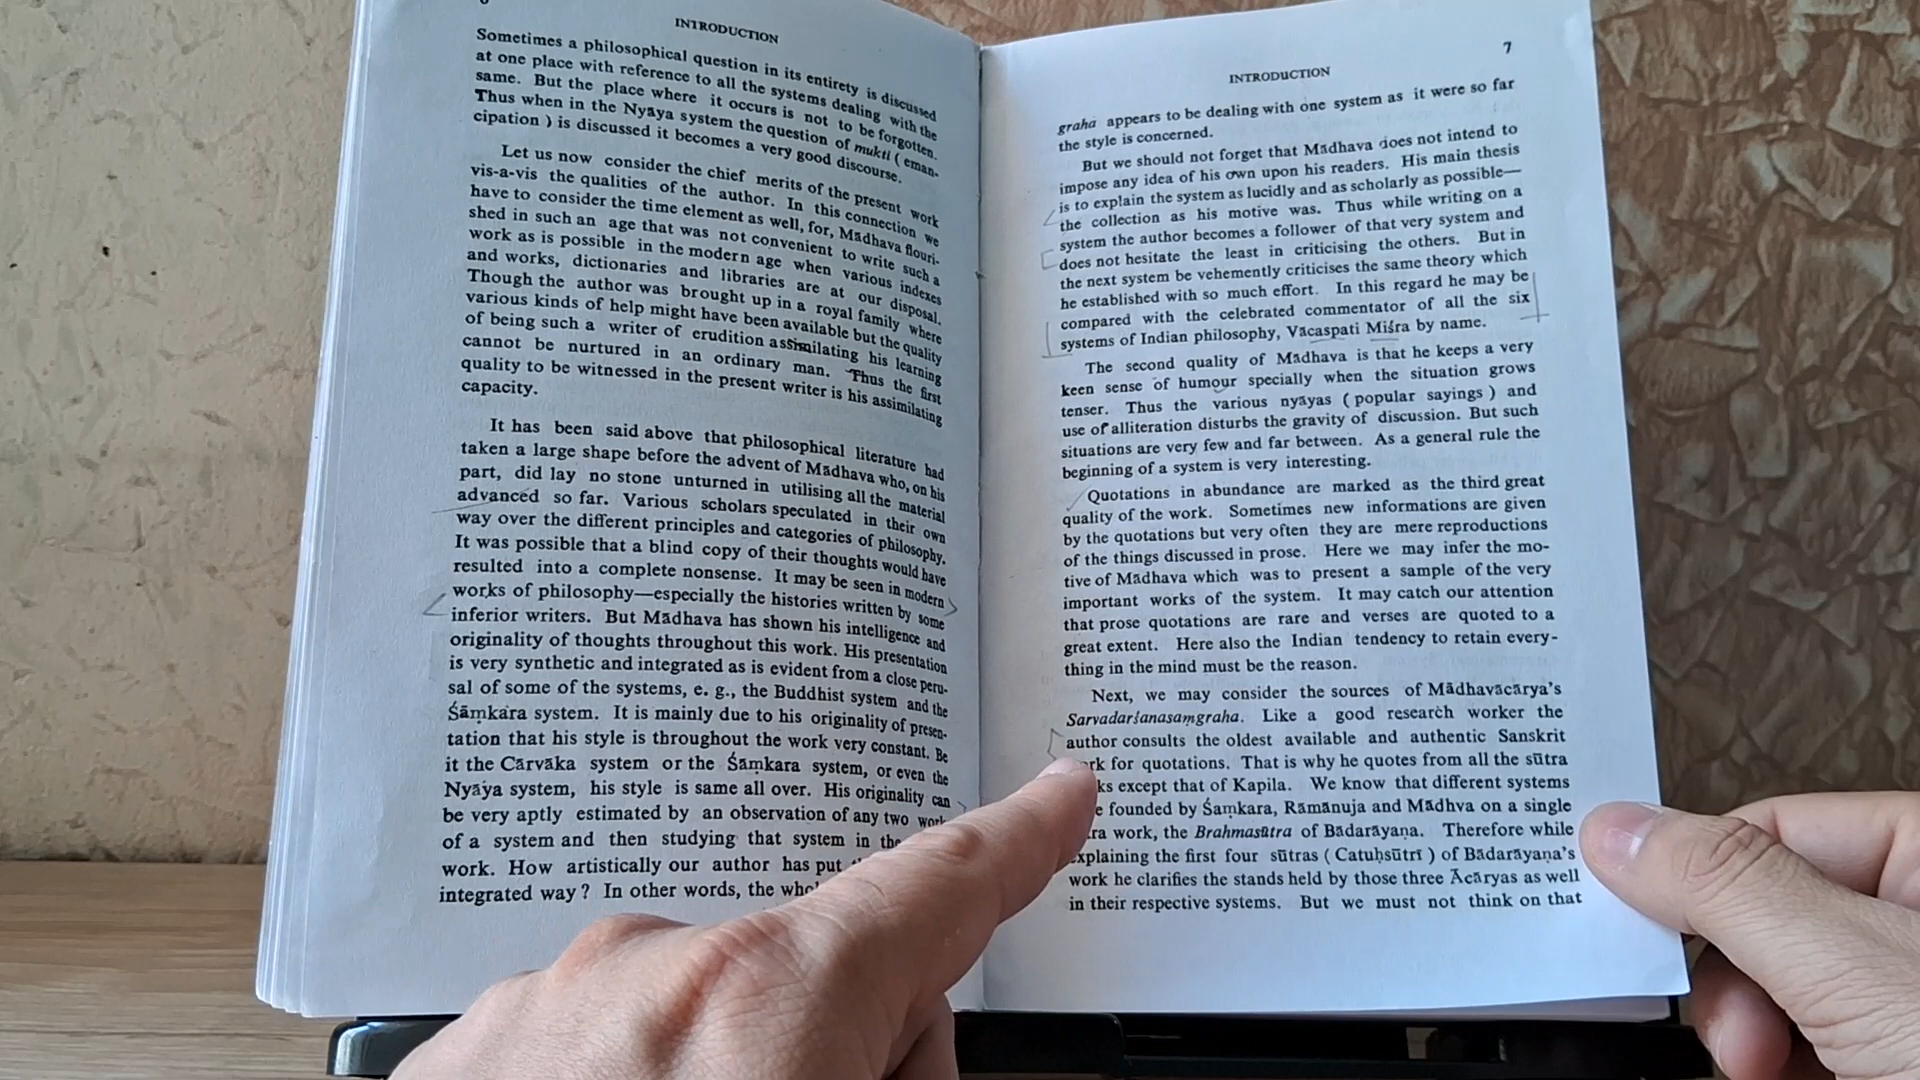 INTRODUCTION
Sometimes a philosophical question in its entirety is discussed
at one place with reference to all the systems dealing with the
same. But the place where it occurs is not to be forgotten.
Thus when in the Nyāya system the question of mukti ( eman-
cipation ) is discussed it becomes a very good discourse.
Let us now consider the chief merits of the present work
vis-a-vis the qualities of the author. In this connection we
have to consider the time element as well, for, Mādhava flouri-
shed in such an age that was not convenient to write such a
work as is possible in the modern age when various indexes
and works, dictionaries and libraries are at our disposal.
Though the author was brought up in a royal family where
various kinds of help might have been available but the quality
of being such a writer of erudition assimilating his learning
cannot be nurtured in an ordinary man. Thus the first
quality to be witnessed in the present writer is his assimilating
capacity.
It has been said above that philosophical literature had
taken a large shape before the advent of Mādhava who, on his
part, did lay no stone unturned in utilising all the material
advanced so far. Various scholars speculated in their own
way over the different principles and categories of philosophy.
It was possible that a blind copy of their thoughts would have
resulted into a complete nonsense. It may be seen in modern
works of philosophy—especially the histories written by some
inferior writers. But Mādhava has shown his intelligence and
originality of thoughts throughout this work. His presentation
is very synthetic and integrated as is evident from a close peru-
sal of some of the systems, e. g., the Buddhist system and the
Śāṃkara system. It is mainly due to his originality of presen-
tation that his style is throughout the work very constant. Be
it the Cārvāka system or the Śāṃkara system, or even the
Nyāya system, his style is same all over. His originality can
be very aptly estimated by an observation of any two work
of a system and then studying that system in the
work. How artistically our author has put
integrated way ? In other words, the
7
INTRODUCTION
graha appears to be dealing with one system as it were so far
the style is concerned.
But we should not forget that Mādhava does not intend to
impose any idea of his own upon his readers. His main thesis
is to explain the system as lucidly and as scholarly as possible—
the collection as his motive was. Thus while writing on a
system the author becomes a follower of that very system and
does not hesitate the least in criticising the others. But in
the next system be vehemently criticises the same theory which
he established with so much effort. In this regard he may be
compared with the celebrated commentator of all the six
systems of Indian philosophy, Vācaspati Miśra by name.
The second quality of Mādhava is that he keeps a very
keen sense of humour specially when the situation grows
tenser. Thus the various nyāyas ( popular sayings ) and
use of alliteration disturbs the gravity of discussion. But such
situations are very few and far between. As a general rule the
beginning of a system is very interesting.
Quotations in abundance are marked as the third great
quality of the work. Sometimes new informations are given
by the quotations but very often they are mere reproductions
of the things discussed in prose. Here we may infer the mo-
tive of Mādhava which was to present a sample of the very
important works of the system. It may catch our attention
that prose quotations are rare and verses are quoted to a
great extent. Here also the Indian tendency to retain every-
thing in the mind must be the reason.
Next, we may consider the sources of Mādhavācārya's
Sarvadarśanasaṃgraha. Like a good research worker the
author consults the oldest available and authentic Sanskrit
for quotations. That is why he quotes from all the sūtra
except that of Kapila. We know that different systems
founded by Śaṃkara, Rāmānuja and Mādhva on a single
work, the Brahmasūtra of Bādarāyaṇa. Therefore while
explaining the first four sūtras ( Catuḥsūtrī ) of Bādarāyaṇa's
work he clarifies the stands held by those three Ācāryas as well
in their respective systems. But we must not think on that